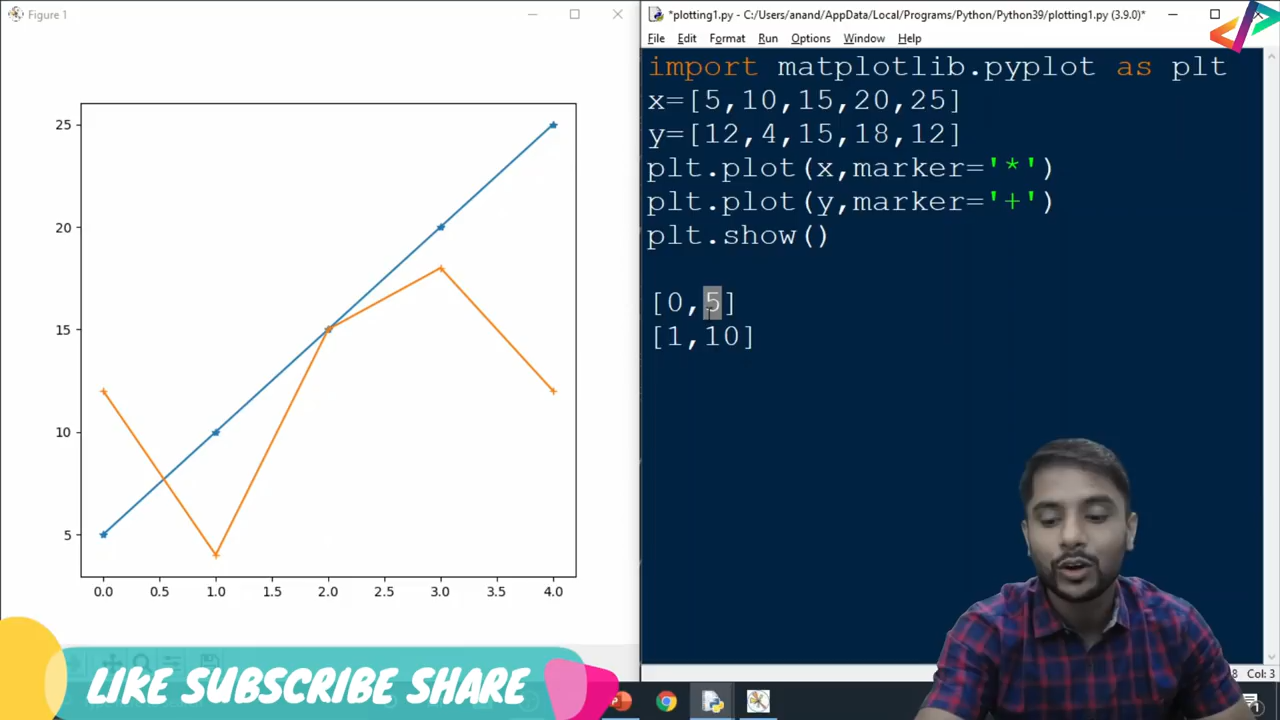 Figure 1
25
20
15
10
5
0.0 0.5 1.0 1.5 2.0 2.5 3.0 3.5 4.0
LIKE SUBSCRIBE SHARE
*plotting1.py - C:/Users/anand/AppData/Local/Programs/Python/Python39/plotting1.py (3.9.0)*
File Edit Format Run Options Window Help
import matplotlib.pyplot as plt
x=[5,10,15,20,25]
y=[12,4,15,18,12]
plt.plot(x,marker='*')
plt.plot(y,marker='+')
plt.show()
[0,5]
[1,10]
8 Col: 3